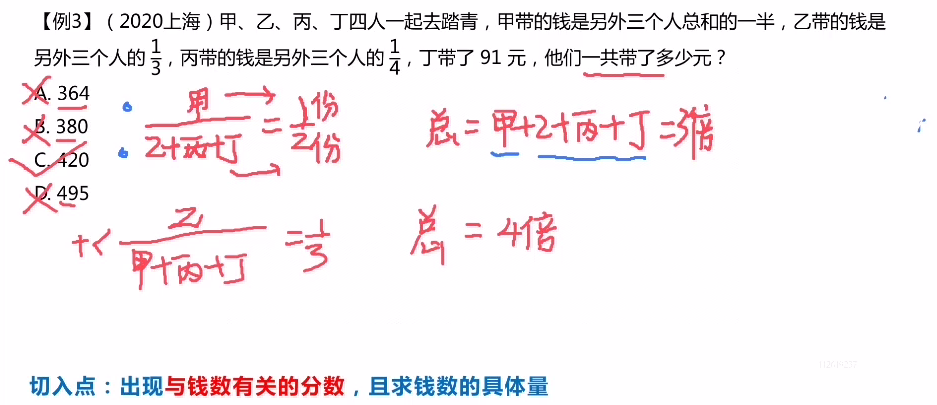 【例3】（2020上海）甲、乙、丙、丁四人一起去踏青，甲带的钱是另外三个人总和的一半，乙带的钱是
另外三个人的 1/3，丙带的钱是另外三个人的 1/4，丁带了 91 元，他们一共带了多少元？
A. 364
B. 380
C. 420
D. 495
甲/乙+丙+丁 = 1份/2份
总 = 甲+乙+丙+丁 = 3倍
乙/甲+丙+丁 = 1/3
总 = 4倍
切入点：出现与钱数有关的分数，且求钱数的具体量